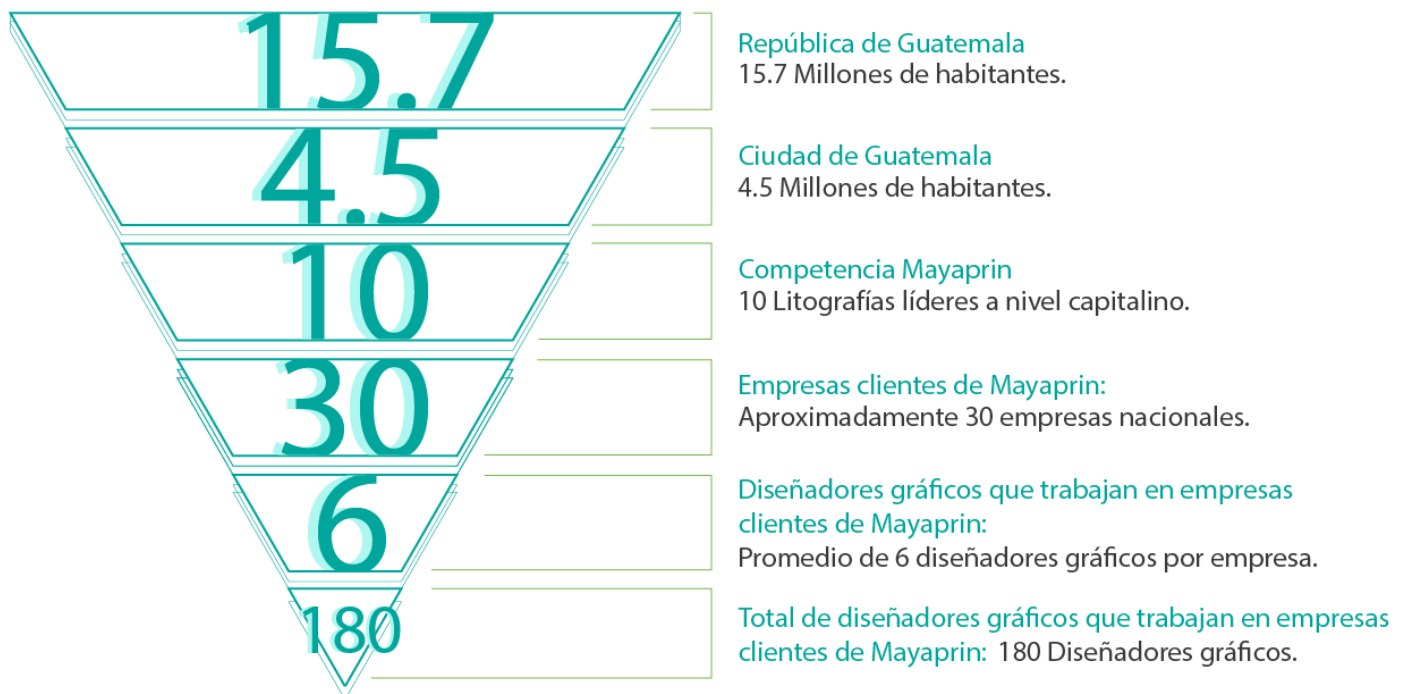 15.7
República de Guatemala
15.7 Millones de habitantes.
4.5
Ciudad de Guatemala
4.5 Millones de habitantes.
10
Competencia Mayaprin
10 Litografías líderes a nivel capitalino.
30
Empresas clientes de Mayaprin:
Aproximadamente 30 empresas nacionales.
6
Diseñadores gráficos que trabajan en empresas
clientes de Mayaprin:
Promedio de 6 diseñadores gráficos por empresa.
180
Total de diseñadores gráficos que trabajan en empresas
clientes de Mayaprin: 180 Diseñadores gráficos.